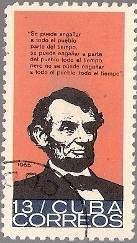 "Se puede engañar
a todo el pueblo
parte del tiempo,
se puede engañar a parte
del pueblo todo el tiempo,
pero no se puede engañar
a todo el pueblo todo el tiempo"
1965
13/CUBA
CORREOS